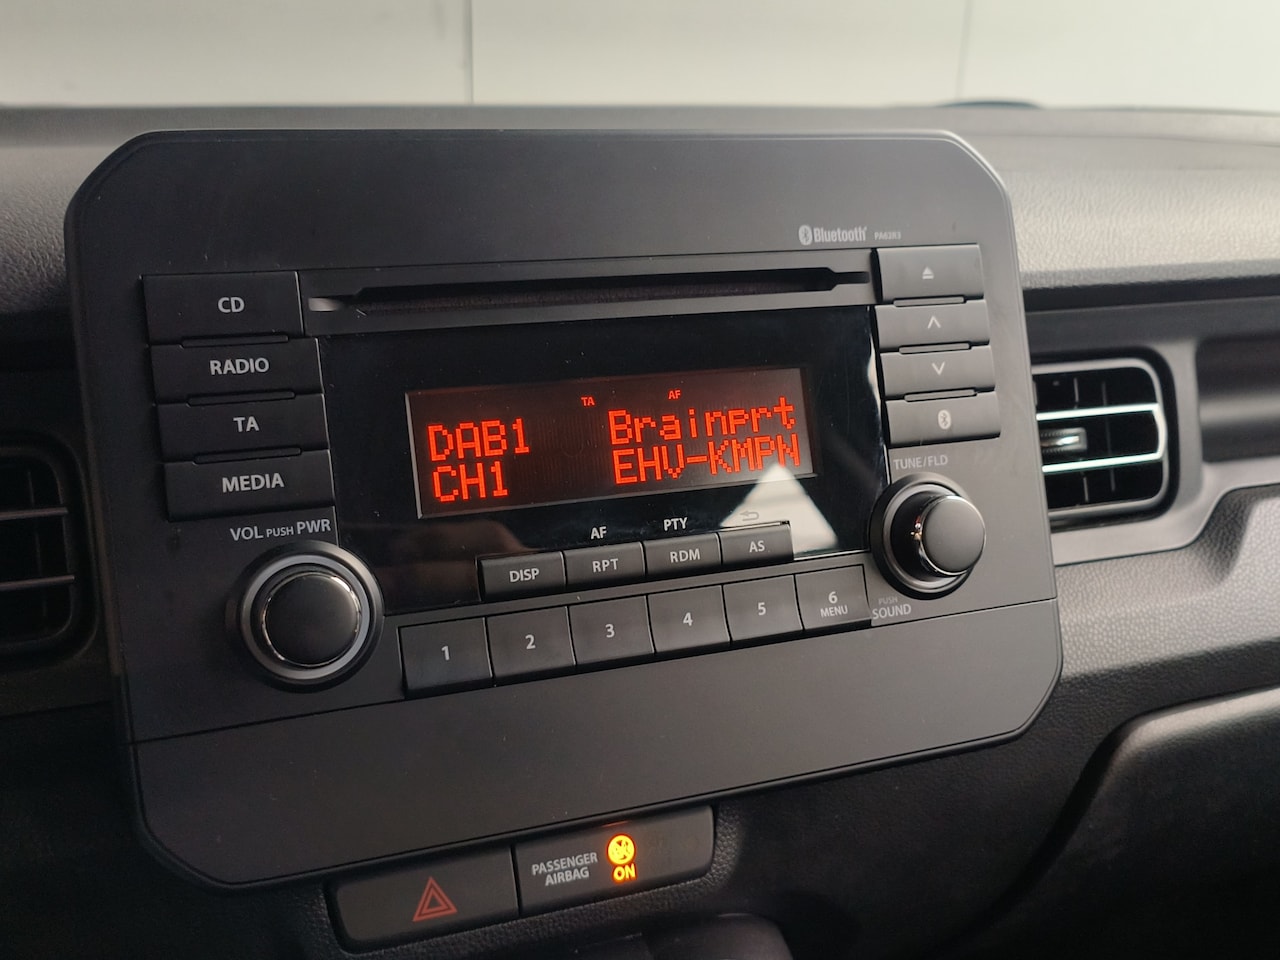 Bluetooth PA63R3
CD
RADIO
TA
MEDIA
VOL PUSH PWR
TA AF
DAB1 Brainprt
CH1 EHV-KMPN
TUNE/FLD
AF PTY
DISP RPT RDM AS
1 2 3 4 5 6
MENU
PUSH
SOUND
PASSENGER
AIRBAG ON